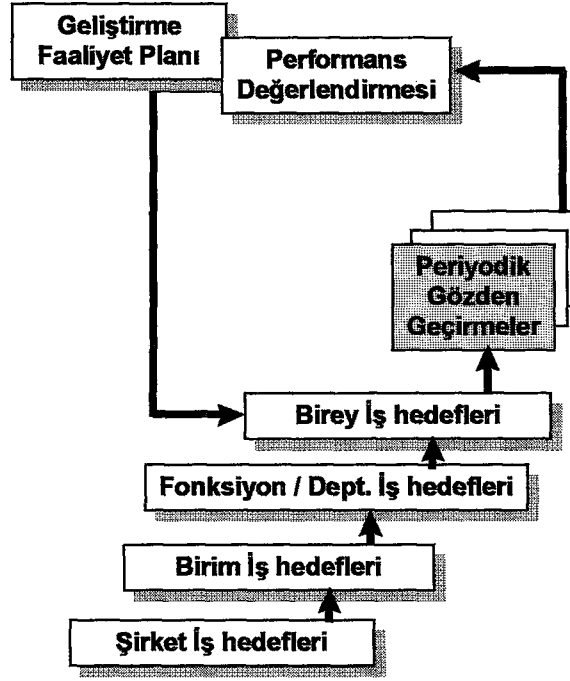 Geliştirme
Faaliyet Planı
Performans
Değerlendirmesi
Periyodik
Gözden
Geçirmeler
Birey İş hedefleri
Fonksiyon / Dept. İş hedefleri
Birim İş hedefleri
Şirket İş hedefleri